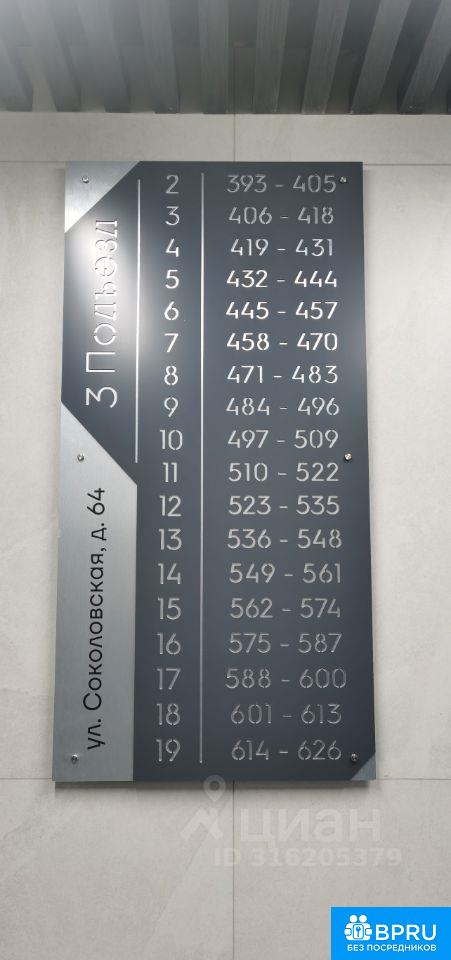 3 Подъезд
ул. Соколовская, д. 64
2 393 - 405
3 406 - 418
4 419 - 431
5 432 - 444
6 445 - 457
7 458 - 470
8 471 - 483
9 484 - 496
10 497 - 509
11 510 - 522
12 523 - 535
13 536 - 548
14 549 - 561
15 562 - 574
16 575 - 587
17 588 - 600
18 601 - 613
19 614 - 626
циан
ID 316205379
BPRU
БЕЗ ПОСРЕДНИКОВ